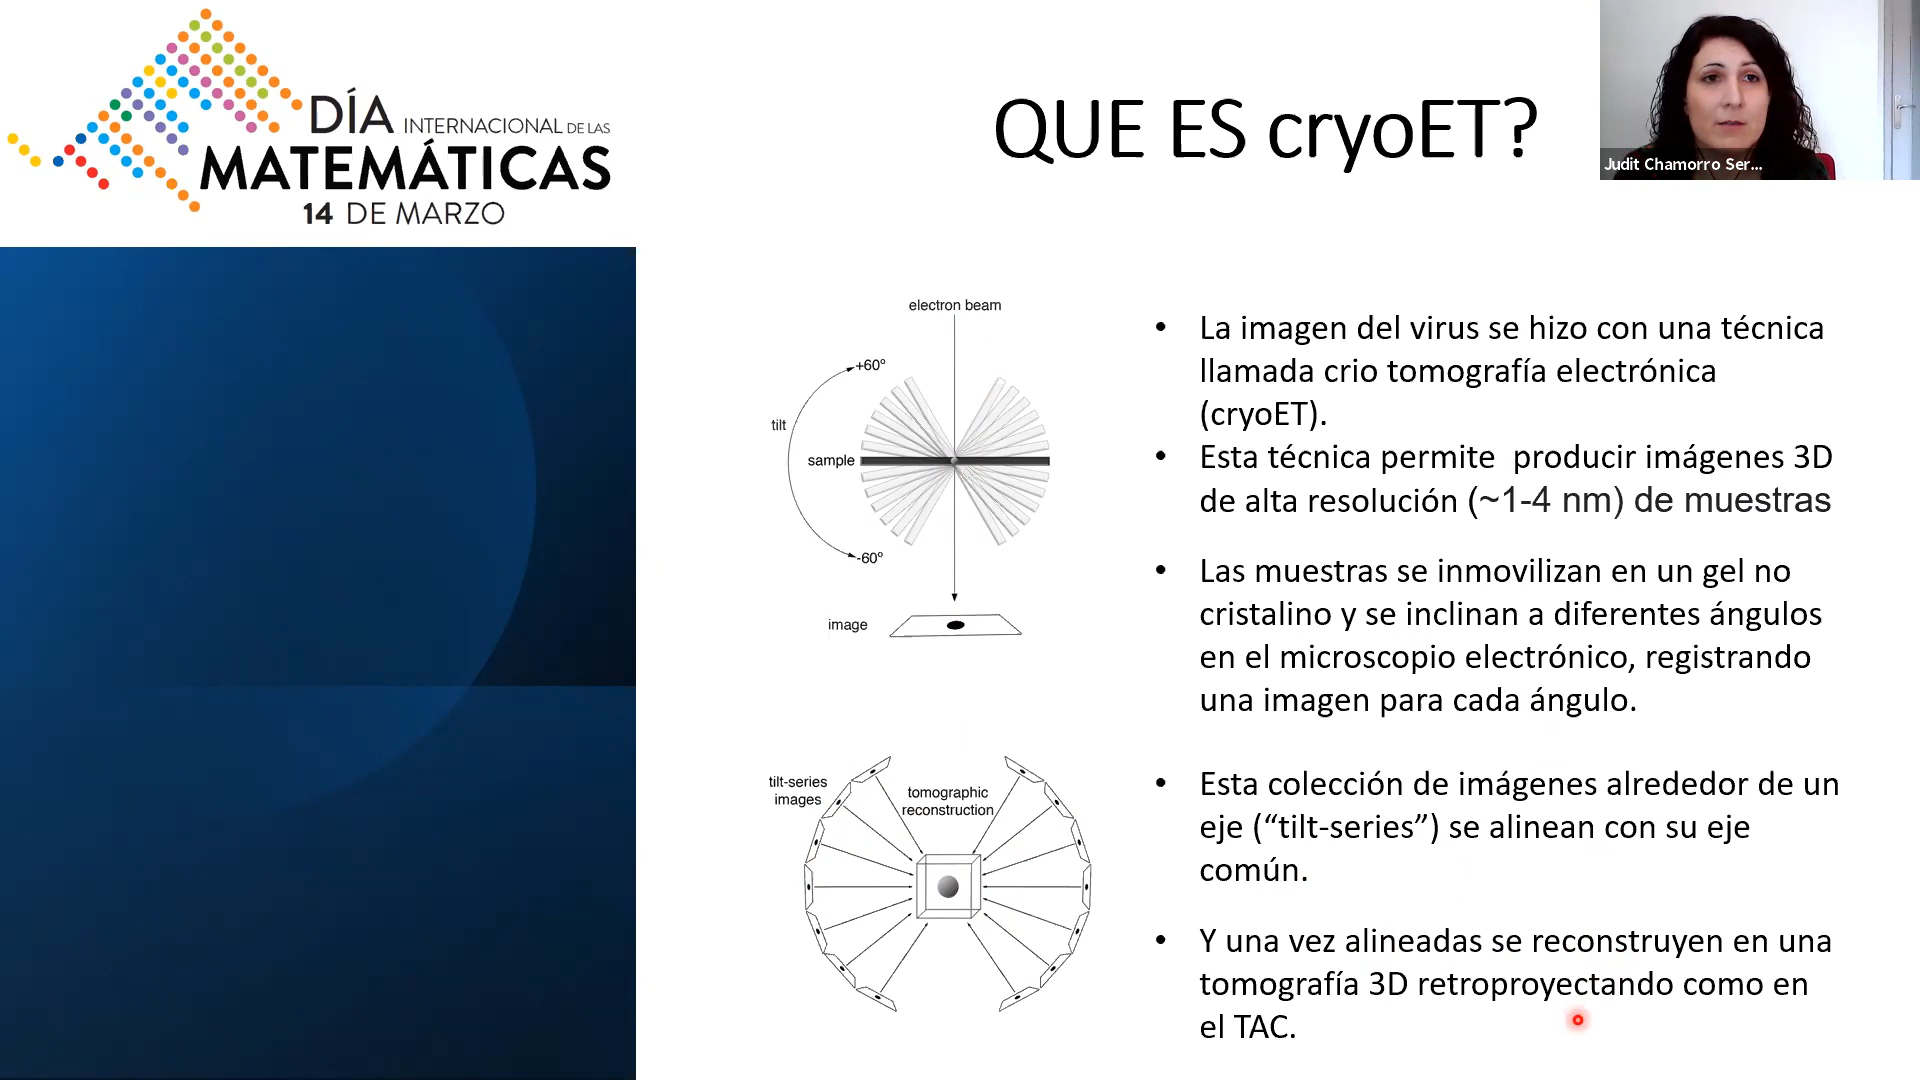 DÍA INTERNACIONAL DE LAS
MATEMÁTICAS
14 DE MARZO
QUE ES cryoET?
Judit Chamorro Ser...
electron beam
+60º
tilt
sample
-60º
image
tilt-series
images
tomographic
reconstruction
• La imagen del virus se hizo con una técnica
llamada crio tomografía electrónica
(cryoET).
• Esta técnica permite producir imágenes 3D
de alta resolución (~1-4 nm) de muestras
• Las muestras se inmovilizan en un gel no
cristalino y se inclinan a diferentes ángulos
en el microscopio electrónico, registrando
una imagen para cada ángulo.
• Esta colección de imágenes alrededor de un
eje (“tilt-series”) se alinean con su eje
común.
• Y una vez alineadas se reconstruyen en una
tomografía 3D retroproyectando como en
el TAC.